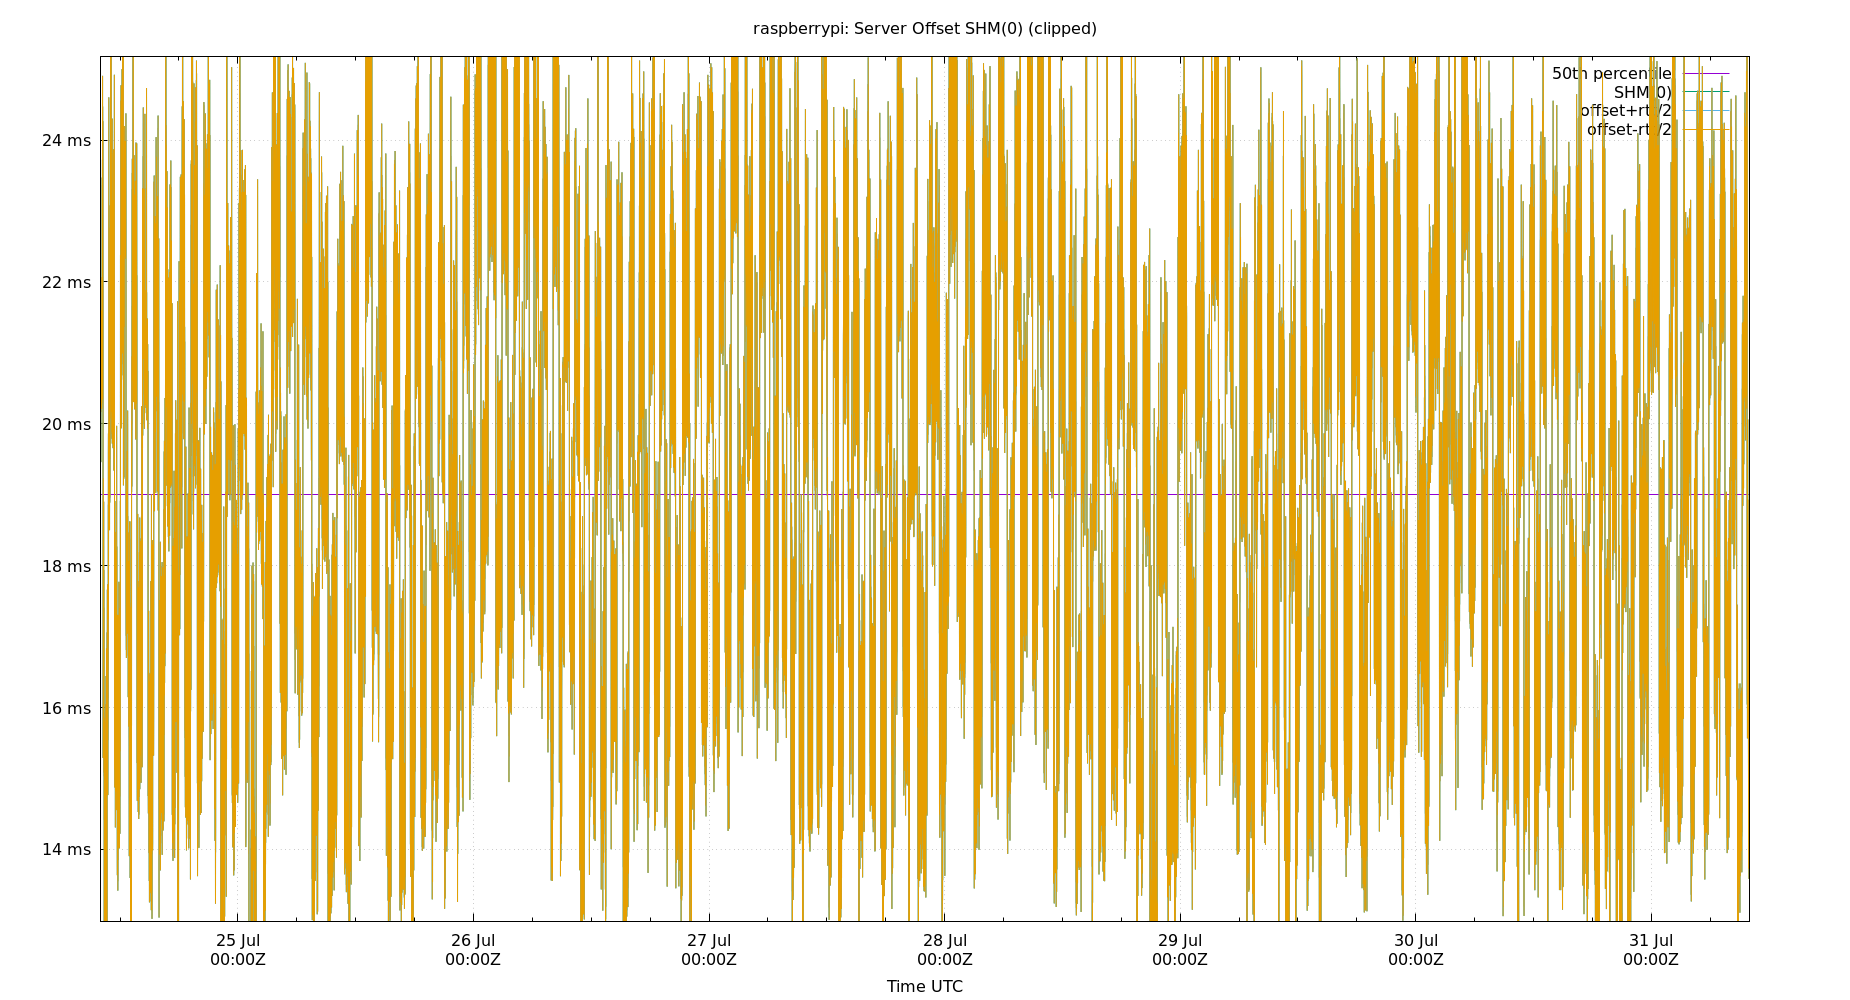 raspberrypi: Server Offset SHM(0) (clipped)
50th percentile
SHM(0)
offset+rtt/2
offset-rtt/2
24 ms
22 ms
20 ms
18 ms
16 ms
14 ms
25 Jul 26 Jul 27 Jul 28 Jul 29 Jul 30 Jul 31 Jul
00:00Z 00:00Z 00:00Z 00:00Z 00:00Z 00:00Z 00:00Z
Time UTC